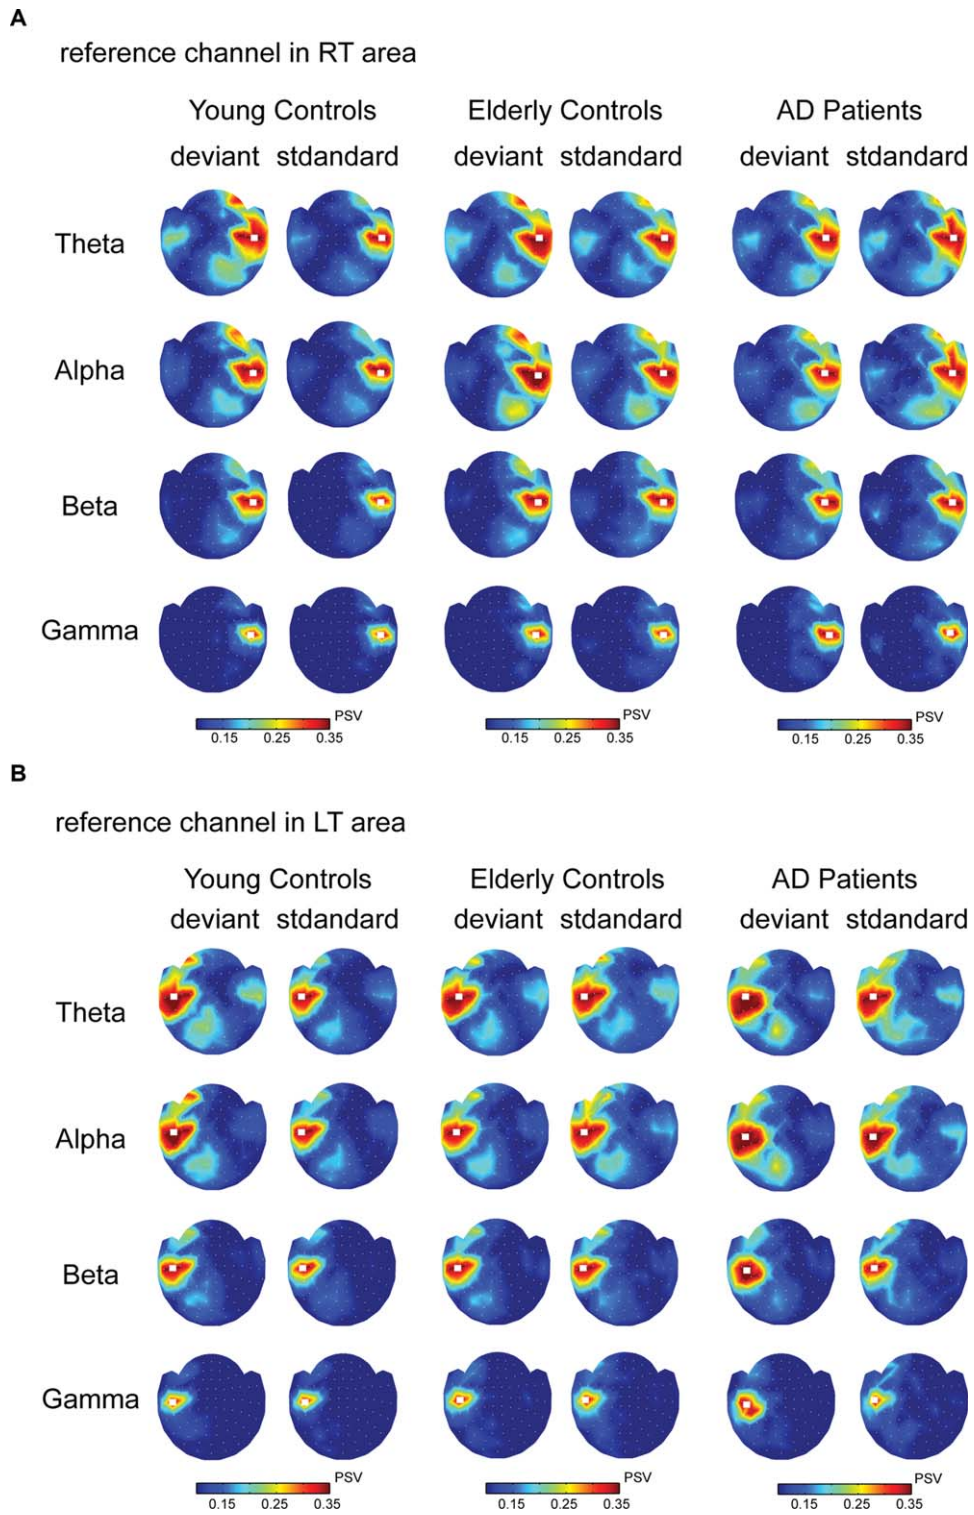 A
reference channel in RT area
Young Controls Elderly Controls AD Patients
deviant stdandard deviant stdandard deviant stdandard
Theta
Alpha
Beta
Gamma
PSV PSV PSV
0.15 0.25 0.35 0.15 0.25 0.35 0.15 0.25 0.35
B
reference channel in LT area
Young Controls Elderly Controls AD Patients
deviant stdandard deviant stdandard deviant stdandard
Theta
Alpha
Beta
Gamma
PSV PSV PSV
0.15 0.25 0.35 0.15 0.25 0.35 0.15 0.25 0.35